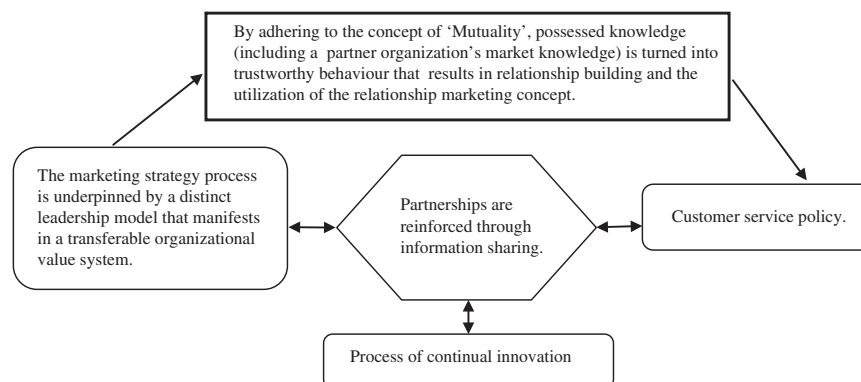 By adhering to the concept of ‘Mutuality’, possessed knowledge
(including a partner organization’s market knowledge) is turned into
trustworthy behaviour that results in relationship building and the
utilization of the relationship marketing concept.
The marketing strategy process
is underpinned by a distinct
leadership model that manifests
in a transferable organizational
value system.
Partnerships are
reinforced through
information sharing.
Customer service policy.
Process of continual innovation